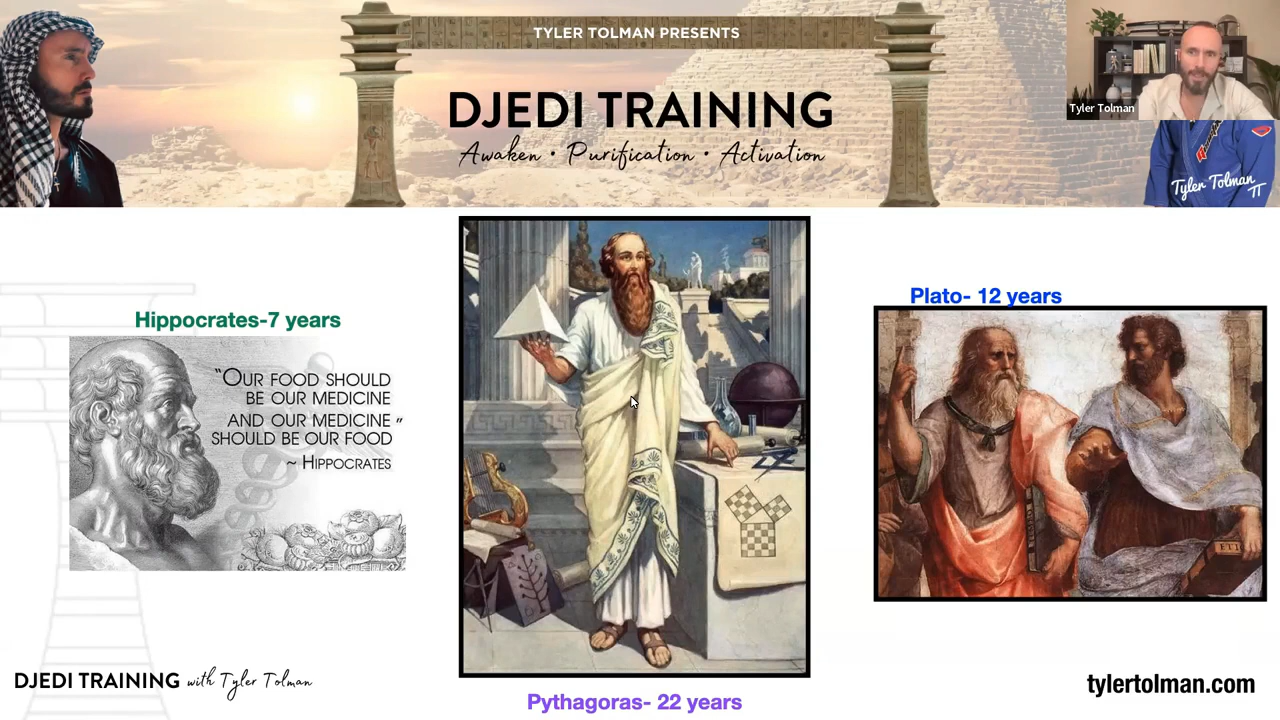 TYLER TOLMAN PRESENTS
DJEDI TRAINING
Awaken • Purification • Activation
Tyler Tolman
Tyler Tolman
TT
Hippocrates-7 years
“OUR FOOD SHOULD
BE OUR MEDICINE
AND OUR MEDICINE ”
SHOULD BE OUR FOOD
~ HIPPOCRATES
Plato- 12 years
Pythagoras- 22 years
DJEDI TRAINING with Tyler Tolman
tylertolman.com